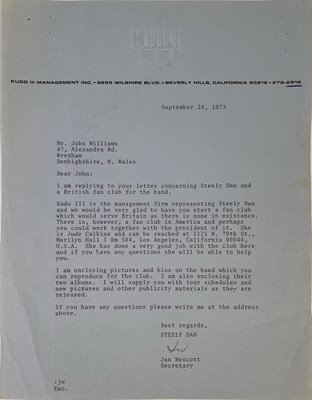 kudo
KUDO III MANAGEMENT INC. • 9350 WILSHIRE BLVD. • BEVERLY HILLS, CALIFORNIA 90212 • 275-
September 20, 1973
Mr. John Williams
47, Alexandra Rd.
Wrexham
Denbighshire, N. Wales
Dear John:
I am replying to your letter concerning Steely Dan and
a British fan club for the band.
Kudo III is the management firm representing Steely Dan
and we would be very glad to have you start a fan club
which would serve Britain as there is none in existance.
There is, however, a fan club in America and perhaps
you could work together with the president of it. She
is Jude Calkins and can be reached at 1121 W. 79th St.,
Marilyn Hall I Rm 504, Los Angeles, California 90044,
U.S.A. She has done a very good job with the club here
and if you have any questions she will be able to help
you.
I am enclosing pictures and bios on the band which you
can reproduce for the club. I am also enclosing their
two albums. I will supply you with tour schedules and
new pictures and other publicity materials as they are
released.
If you have any questions please write me at the address
above.
Best regards,
STEELY DAN
Jan
Jan Wescott
Secretary
:jw
Enc.